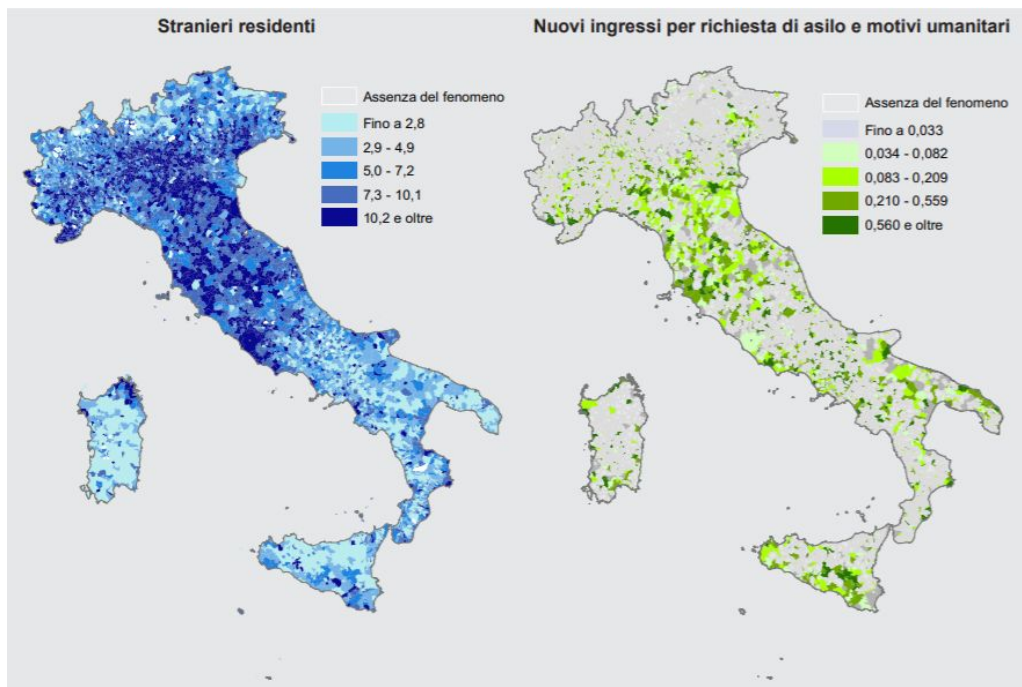 Stranieri residenti
Assenza del fenomeno
Fino a 2,8
2,9 - 4,9
5,0 - 7,2
7,3 - 10,1
10,2 e oltre
Nuovi ingressi per richiesta di asilo e motivi umanitari
Assenza del fenomeno
Fino a 0,033
0,034 - 0,082
0,083 - 0,209
0,210 - 0,559
0,560 e oltre